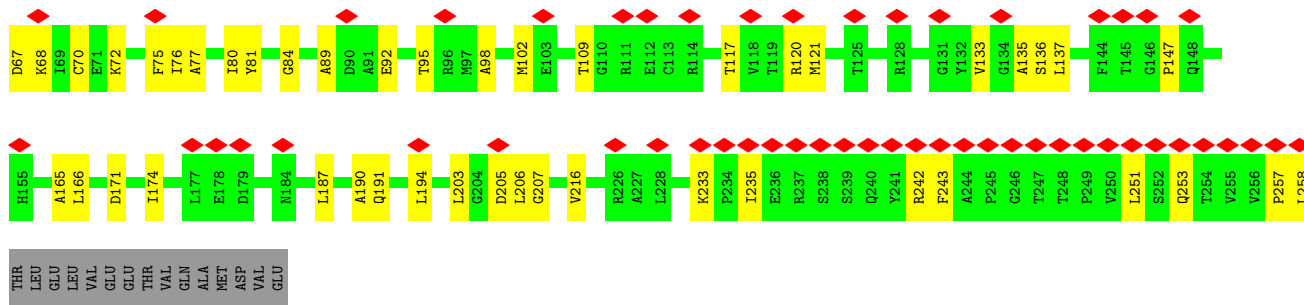 D67 K68 I69 C70 E71 K72 F75 I76 A77 I80 Y81 G84 A89 D90 A91 E92 T95 R96 M97 A98 M102 E103 T109 G110 R111 E112 C113 R114 T117 V118 T119 R120 M121 T125 R128 G131 Y132 V133 G134 A135 S136 L137 F144 T145 G146 P147 Q148
H155 A165 L166 D171 I174 L177 E178 D179 N184 L187 A190 Q191 L194 L203 G204 D205 L206 G207 V216 R226 A227 L228 K233 P234 I235 E236 R237 S238 S239 Q240 Y241 R242 F243 A244 P245 G246 T247 T248 P249 V250 L251 S252 Q253 T254 V255 V256 P257 L258
THR LEU GLU LEU VAL GLU GLU THR VAL GLN ALA MET ASP VAL GLU